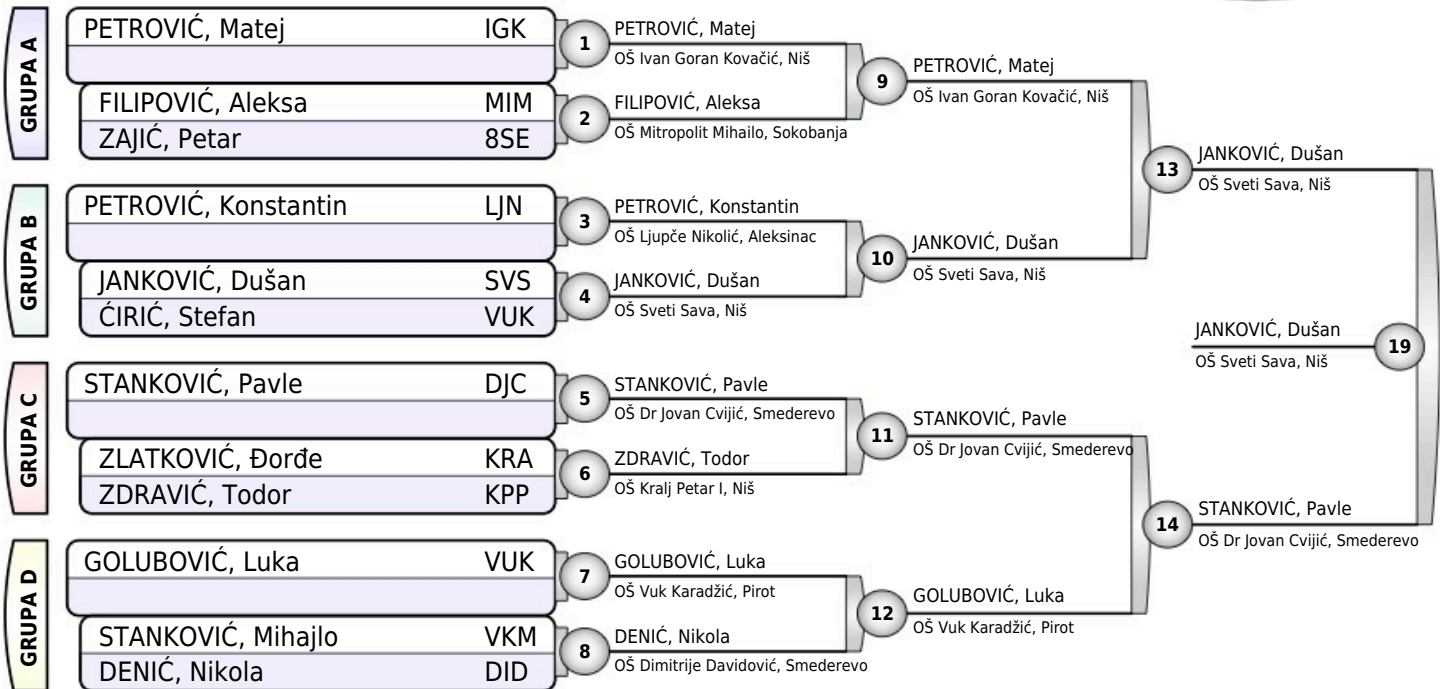 GRUPA A
PETROVIĆ, Matej IGK
FILIPOVIĆ, Aleksa MIM
ZAJIĆ, Petar 8SE
GRUPA B
PETROVIĆ, Konstantin LJN
JANKOVIĆ, Dušan SVS
ĆIRIĆ, Stefan VUK
GRUPA C
STANKOVIĆ, Pavle DJC
ZLATKOVIĆ, Đorđe KRA
ZDRAVIĆ, Todor KPP
GRUPA D
GOLUBOVIĆ, Luka VUK
STANKOVIĆ, Mihajlo VKM
DENIĆ, Nikola DID
1
PETROVIĆ, Matej
OŠ Ivan Goran Kovačić, Niš
2
FILIPOVIĆ, Aleksa
OŠ Mitropolit Mihailo, Sokobanja
3
PETROVIĆ, Konstantin
OŠ Ljupče Nikolić, Aleksinac
4
JANKOVIĆ, Dušan
OŠ Sveti Sava, Niš
5
STANKOVIĆ, Pavle
OŠ Dr Jovan Cvijić, Smederevo
6
ZDRAVIĆ, Todor
OŠ Kralj Petar I, Niš
7
GOLUBOVIĆ, Luka
OŠ Vuk Karadžić, Pirot
8
DENIĆ, Nikola
OŠ Dimitrije Davidović, Smederevo
9
PETROVIĆ, Matej
OŠ Ivan Goran Kovačić, Niš
10
JANKOVIĆ, Dušan
OŠ Sveti Sava, Niš
11
STANKOVIĆ, Pavle
OŠ Dr Jovan Cvijić, Smederevo
12
GOLUBOVIĆ, Luka
OŠ Vuk Karadžić, Pirot
13
JANKOVIĆ, Dušan
OŠ Sveti Sava, Niš
14
STANKOVIĆ, Pavle
OŠ Dr Jovan Cvijić, Smederevo
JANKOVIĆ, Dušan
OŠ Sveti Sava, Niš
19